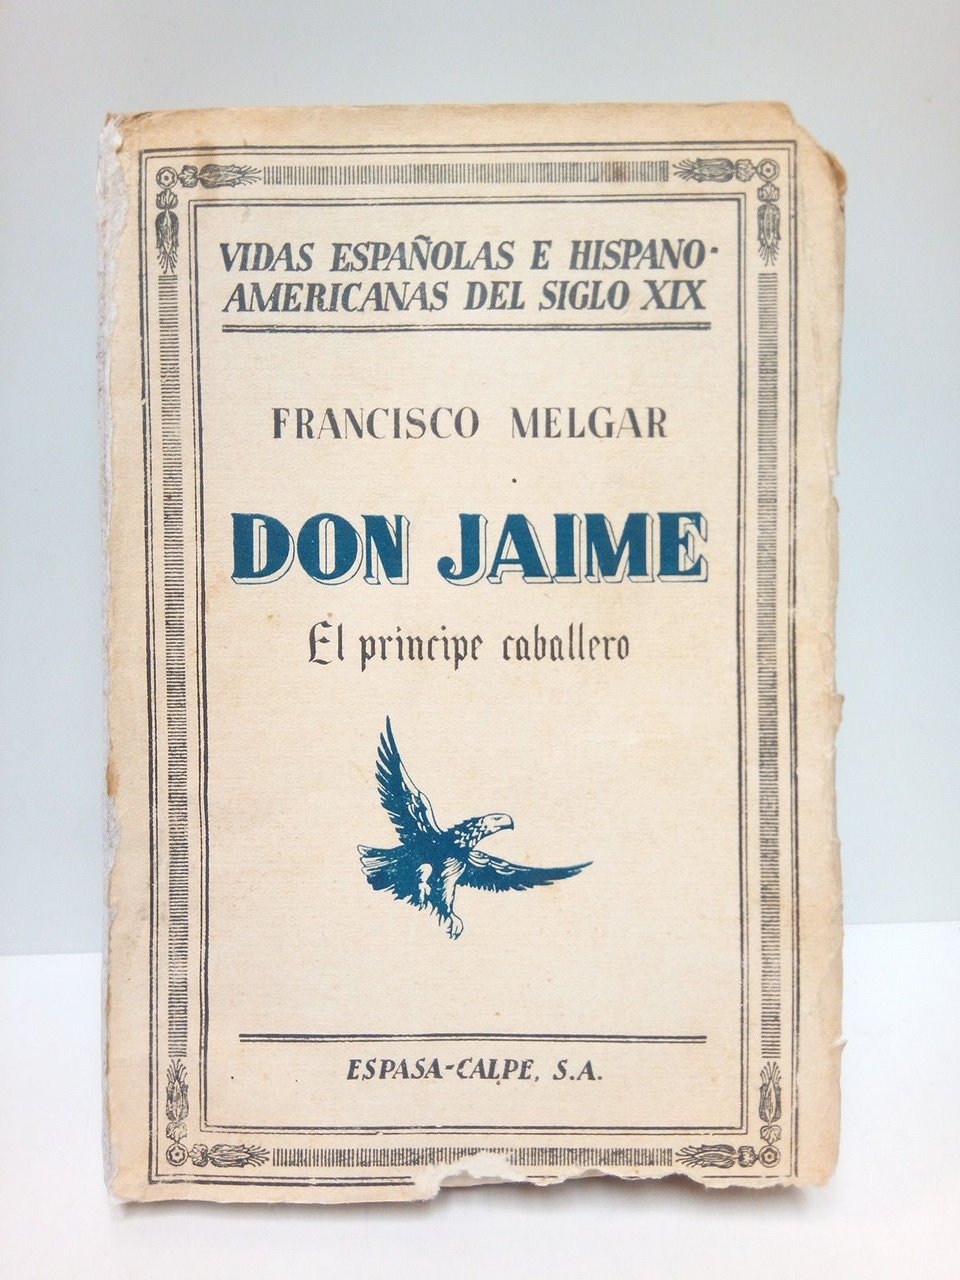 VIDAS ESPAÑOLAS E HISPANO-
AMERICANAS DEL SIGLO XIX
FRANCISCO MELGAR
DON JAIME
El principe caballero
ESPASA-CALPE, S.A.